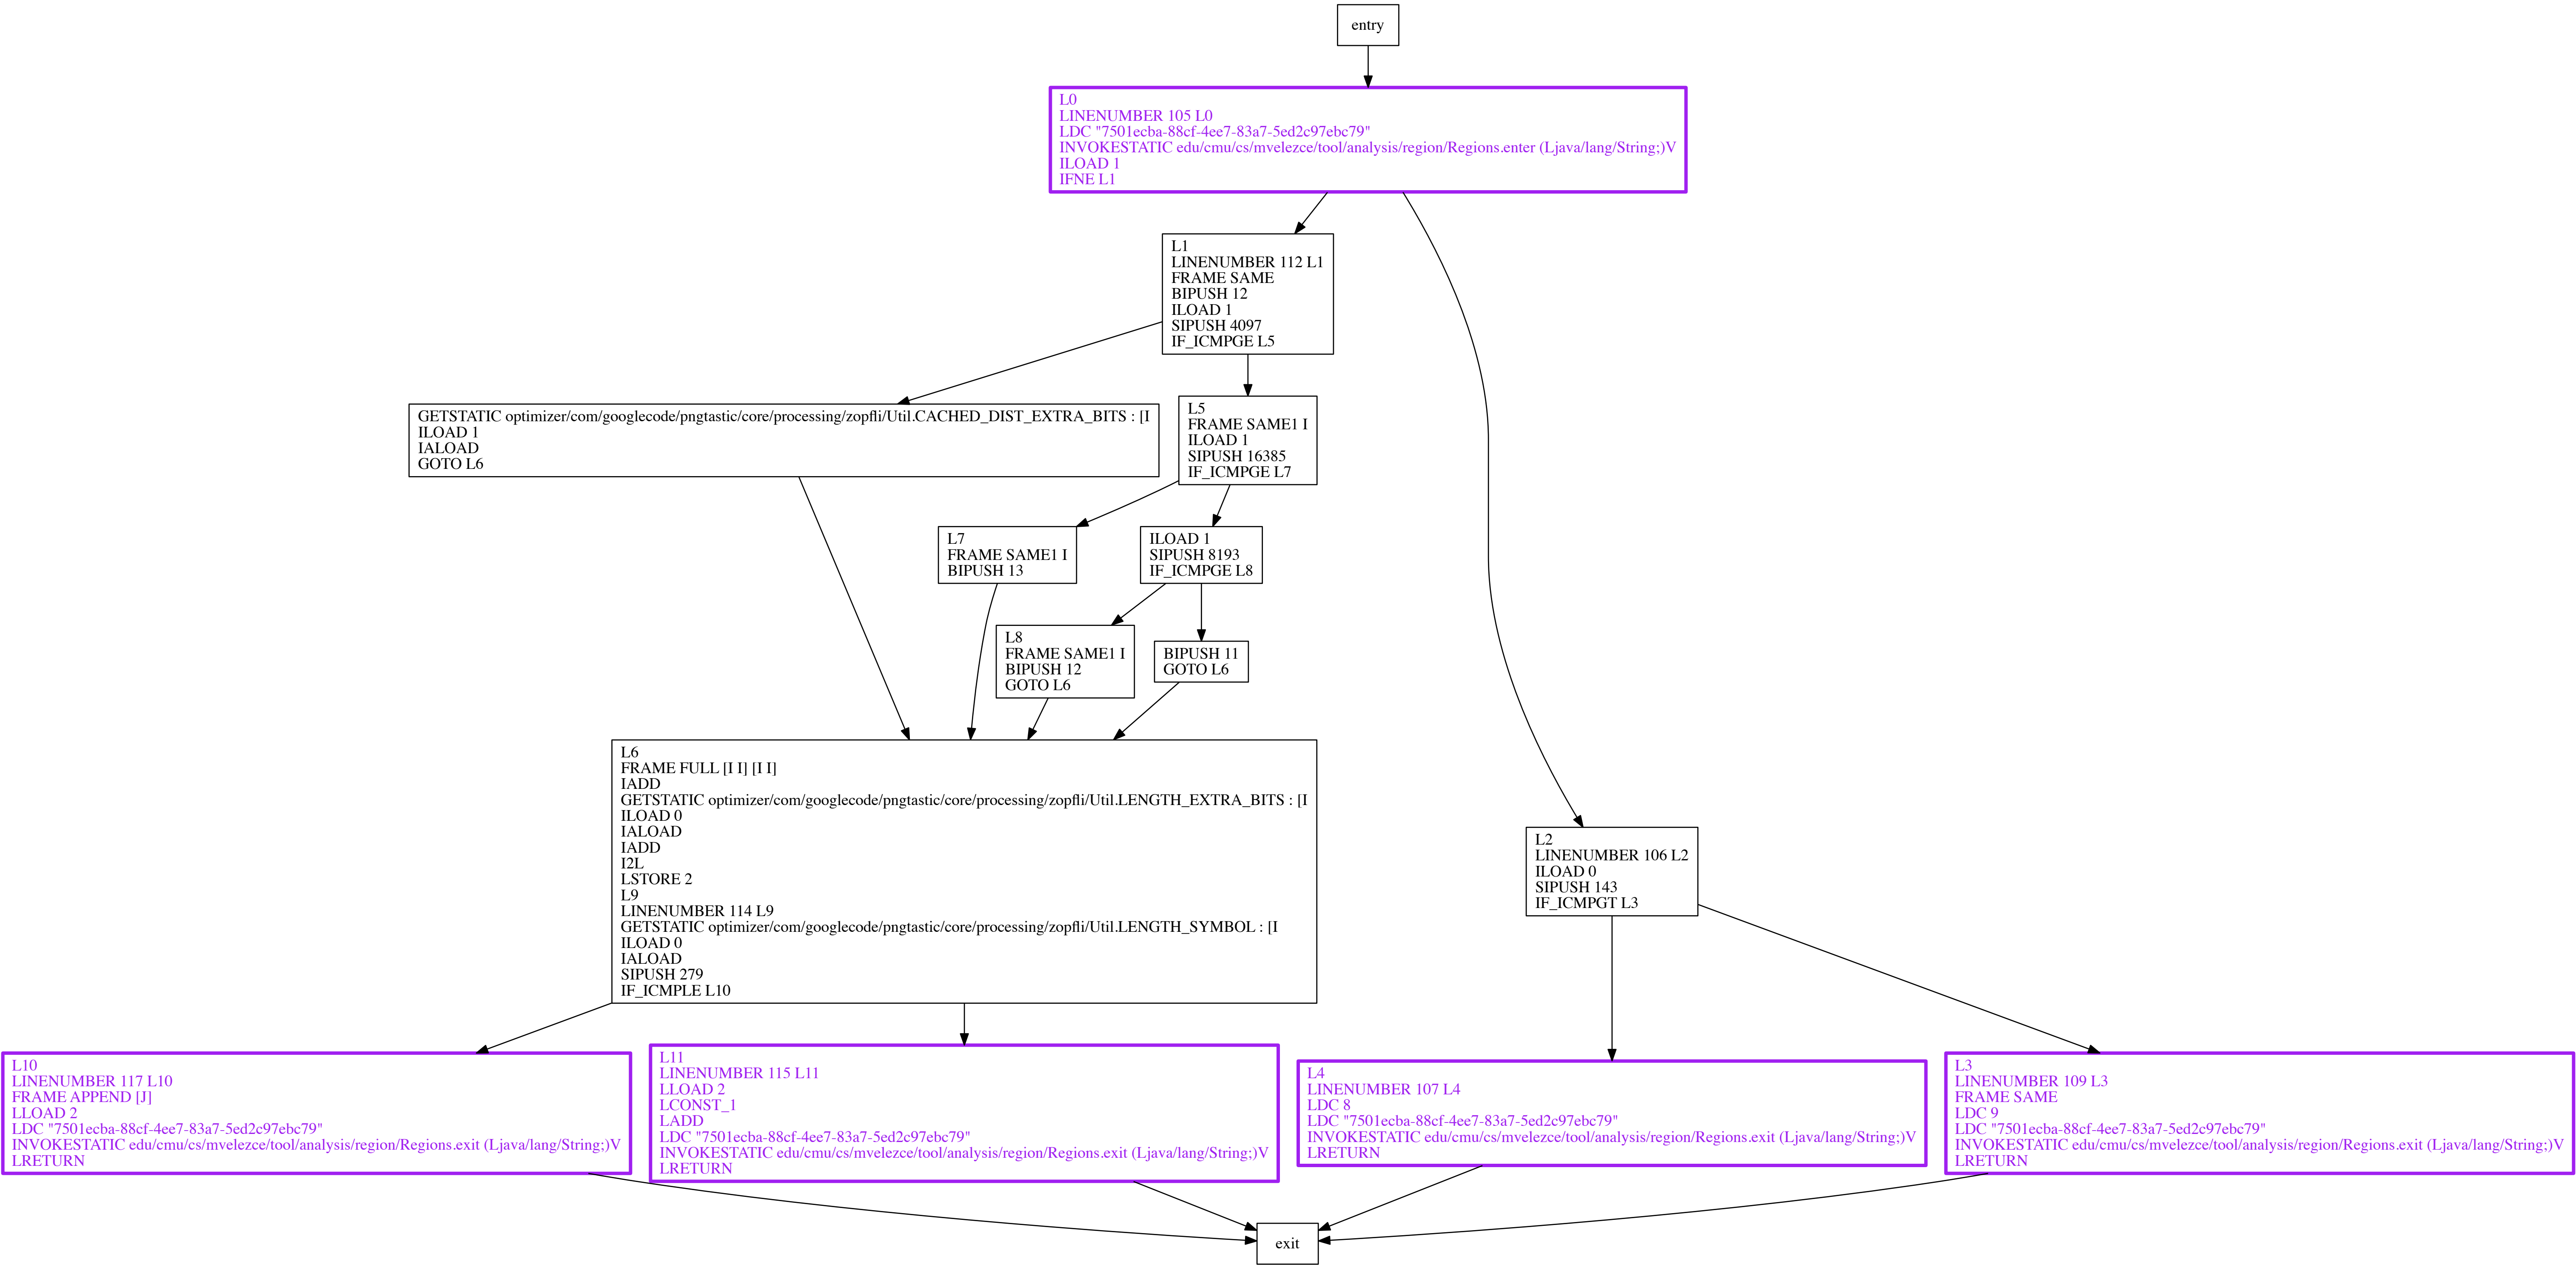 entry
L0
LINENUMBER 105 L0
LDC "7501ecba-88cf-4ee7-83a7-5ed2c97ebc79"
INVOKESTATIC edu/cmu/cs/mvelezce/tool/analysis/region/Regions.enter (Ljava/lang/String;)V
ILOAD 1
IFNE L1
L1
LINENUMBER 112 L1
FRAME SAME
BIPUSH 12
ILOAD 1
SIPUSH 4097
IF_ICMPGE L5
GETSTATIC optimizer/com/googlecode/pngtastic/core/processing/zopfli/Util.CACHED_DIST_EXTRA_BITS : [I
ILOAD 1
IALOAD
GOTO L6
L5
FRAME SAME1 I
ILOAD 1
SIPUSH 16385
IF_ICMPGE L7
L7
FRAME SAME1 I
BIPUSH 13
ILOAD 1
SIPUSH 8193
IF_ICMPGE L8
L8
FRAME SAME1 I
BIPUSH 12
GOTO L6
BIPUSH 11
GOTO L6
L6
FRAME FULL [I I] [I I]
IADD
GETSTATIC optimizer/com/googlecode/pngtastic/core/processing/zopfli/Util.LENGTH_EXTRA_BITS : [I
ILOAD 0
IALOAD
IADD
I2L
LSTORE 2
L9
LINENUMBER 114 L9
GETSTATIC optimizer/com/googlecode/pngtastic/core/processing/zopfli/Util.LENGTH_SYMBOL : [I
ILOAD 0
IALOAD
SIPUSH 279
IF_ICMPLE L10
L2
LINENUMBER 106 L2
ILOAD 0
SIPUSH 143
IF_ICMPGT L3
L10
LINENUMBER 117 L10
FRAME APPEND [J]
LLOAD 2
LDC "7501ecba-88cf-4ee7-83a7-5ed2c97ebc79"
INVOKESTATIC edu/cmu/cs/mvelezce/tool/analysis/region/Regions.exit (Ljava/lang/String;)V
LRETURN
L11
LINENUMBER 115 L11
LLOAD 2
LCONST_1
LADD
LDC "7501ecba-88cf-4ee7-83a7-5ed2c97ebc79"
INVOKESTATIC edu/cmu/cs/mvelezce/tool/analysis/region/Regions.exit (Ljava/lang/String;)V
LRETURN
L4
LINENUMBER 107 L4
LDC 8
LDC "7501ecba-88cf-4ee7-83a7-5ed2c97ebc79"
INVOKESTATIC edu/cmu/cs/mvelezce/tool/analysis/region/Regions.exit (Ljava/lang/String;)V
LRETURN
L3
LINENUMBER 109 L3
FRAME SAME
LDC 9
LDC "7501ecba-88cf-4ee7-83a7-5ed2c97ebc79"
INVOKESTATIC edu/cmu/cs/mvelezce/tool/analysis/region/Regions.exit (Ljava/lang/String;)V
LRETURN
exit